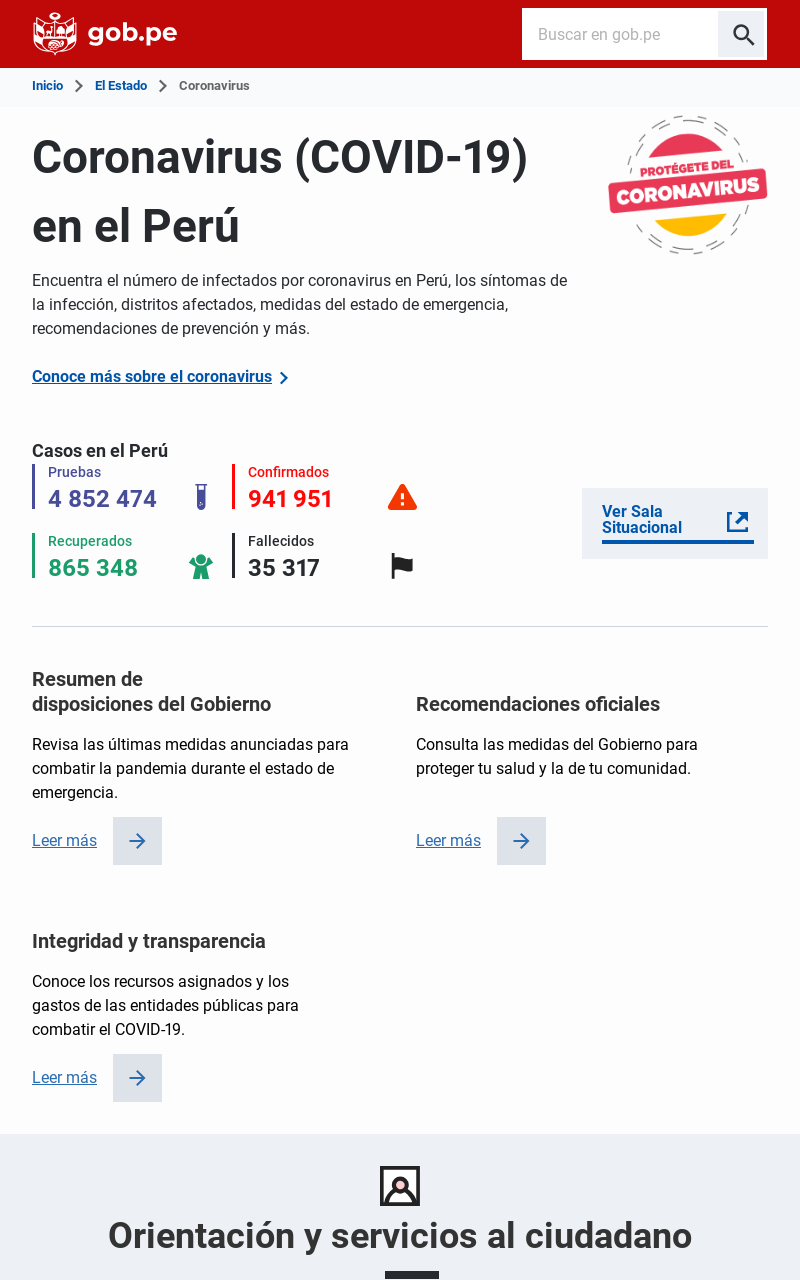 gob.pe
Buscar en gob.pe
Inicio
El Estado
Coronavirus
Coronavirus (COVID-19)
en el Perú
PROTÉGETE DEL
CORONAVIRUS
Encuentra el número de infectados por coronavirus en Perú, los síntomas de
la infección, distritos afectados, medidas del estado de emergencia,
recomendaciones de prevención y más.
Conoce más sobre el coronavirus
Casos en el Perú
Pruebas
4 852 474
Confirmados
941 951
Recuperados
865 348
Fallecidos
35 317
Ver Sala
Situacional
Resumen de
disposiciones del Gobierno
Revisa las últimas medidas anunciadas para
combatir la pandemia durante el estado de
emergencia.
Leer más
Recomendaciones oficiales
Consulta las medidas del Gobierno para
proteger tu salud y la de tu comunidad.
Leer más
Integridad y transparencia
Conoce los recursos asignados y los
gastos de las entidades públicas para
combatir el COVID-19.
Leer más
Orientación y servicios al ciudadano